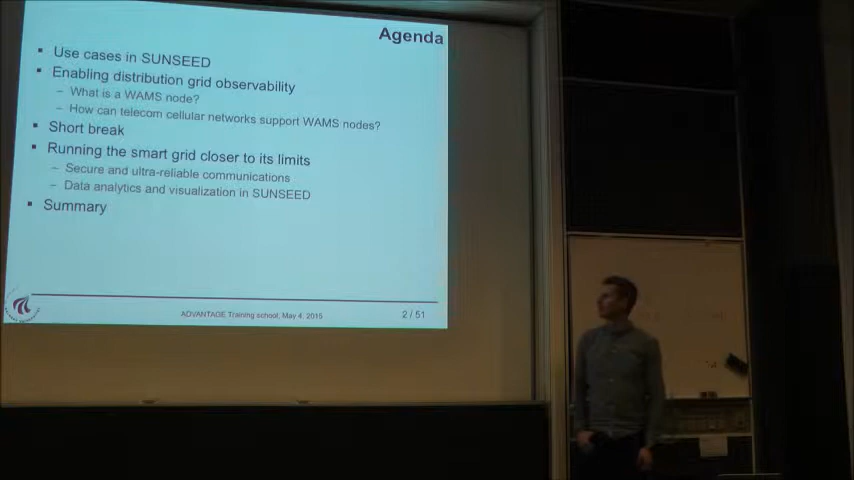 Agenda
▪ Use cases in SUNSEED
▪ Enabling distribution grid observability
– What is a WAMS node?
– How can telecom cellular networks support WAMS nodes?
▪ Short break
▪ Running the smart grid closer to its limits
– Secure and ultra-reliable communications
– Data analytics and visualization in SUNSEED
▪ Summary
ADVANTAGE Training school, May 4, 2015
2 / 51